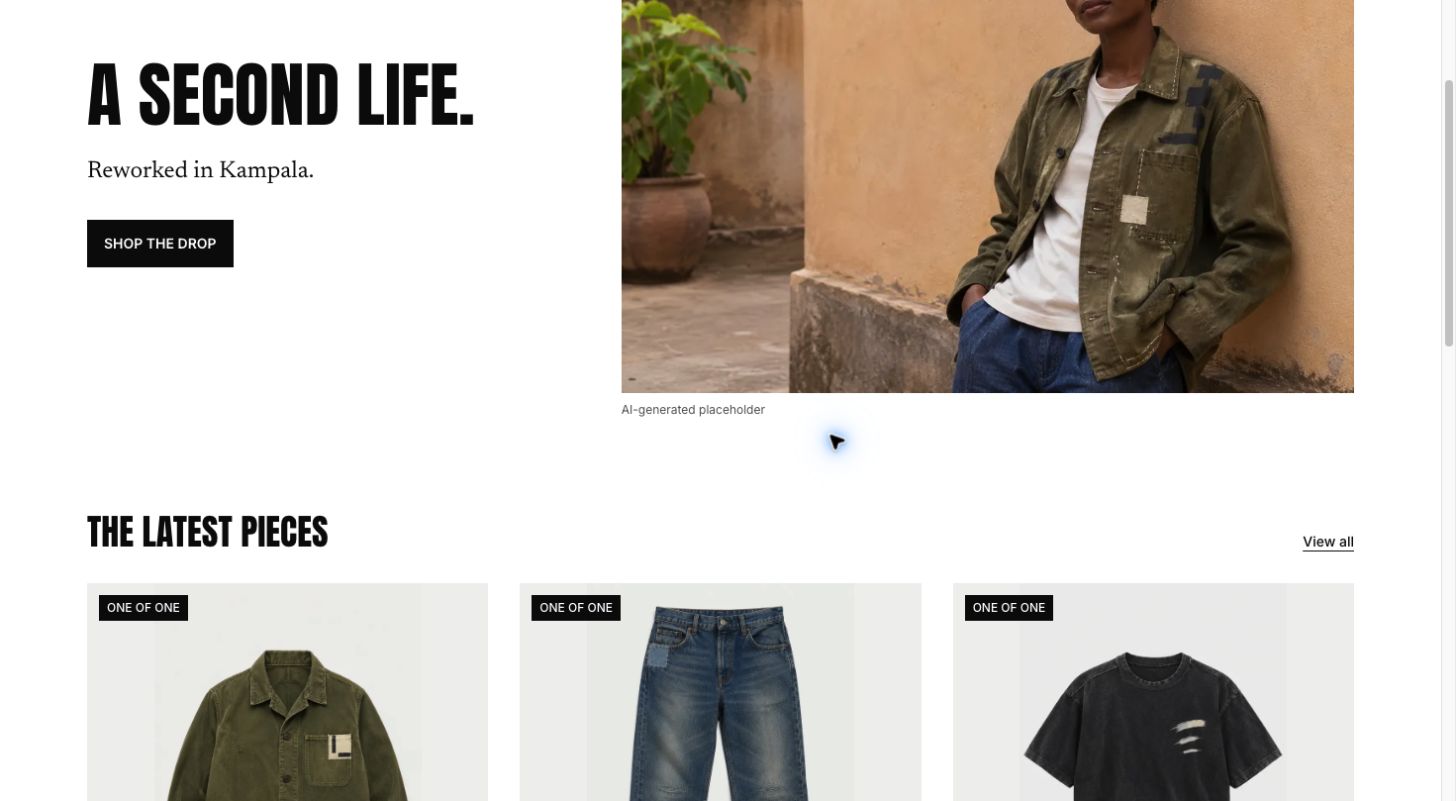 A SECOND LIFE.
Reworked in Kampala.
SHOP THE DROP
AI-generated placeholder
THE LATEST PIECES
View all
ONE OF ONE
ONE OF ONE
ONE OF ONE